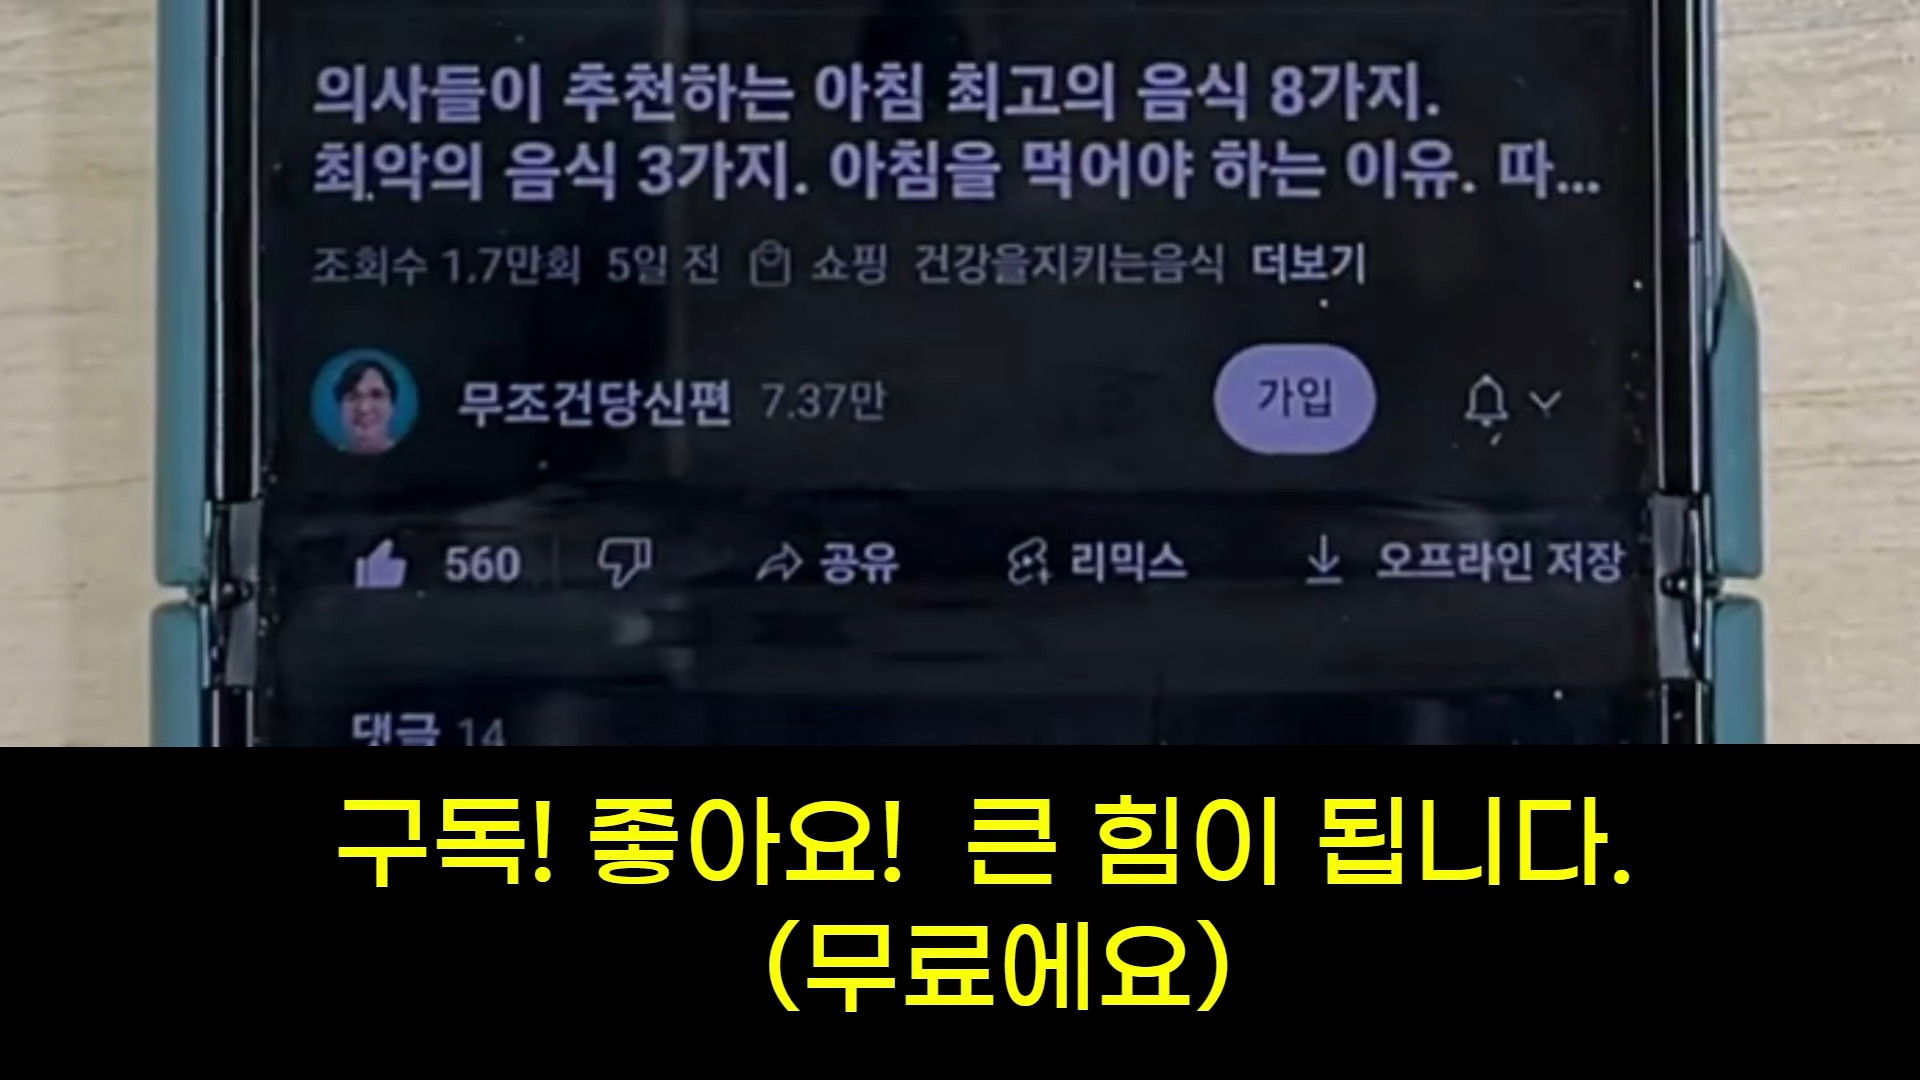 의사들이 추천하는 아침 최고의 음식 8가지.
최악의 음식 3가지. 아침을 먹어야 하는 이유. 따...
조회수 1.7만회 5일 전 쇼핑 건강을지키는음식 더보기
무조건당신편 7.37만 가입
560 공유 리믹스 오프라인 저장
댓글 14
구독! 좋아요! 큰 힘이 됩니다.
(무료에요)